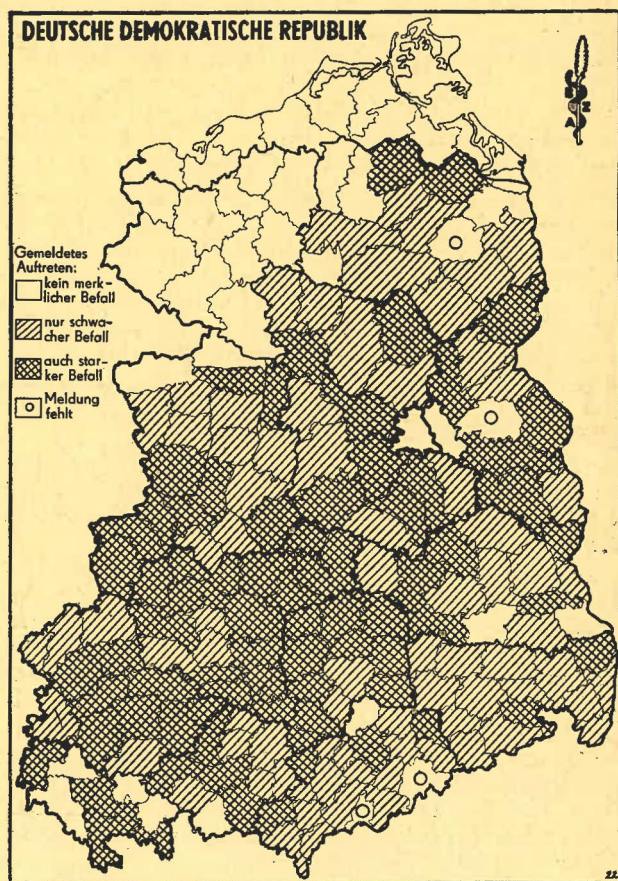 DEUTSCHE DEMOKRATISCHE REPUBLIK
Gemeldetes
Auftreten:
kein merk-
licher Befall
nur schwa-
cher Befall
auch star-
ker Befall
Meldung
fehlt